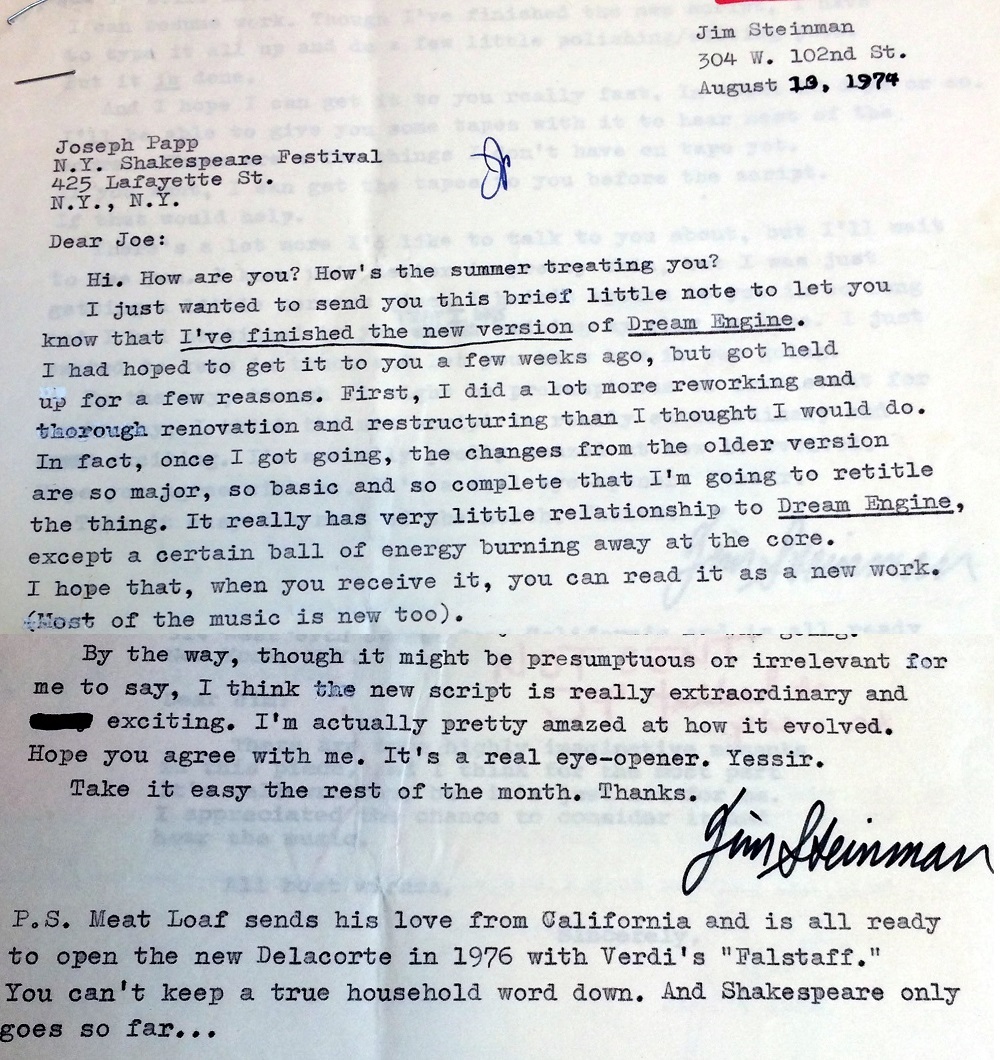 Jim Steinman
304 W. 102nd St.
August 19, 1974
Joseph Papp
N.Y. Shakespeare Festival
425 Lafayette St.
N.Y., N.Y.
Dear Joe:
Hi. How are you? How's the summer treating you?
I just wanted to send you this brief little note to let you
know that I've finished the new version of Dream Engine.
I had hoped to get it to you a few weeks ago, but got held
up for a few reasons. First, I did a lot more reworking and
thorough renovation and restructuring than I thought I would do.
In fact, once I got going, the changes from the older version
are so major, so basic and so complete that I'm going to retitle
the thing. It really has very little relationship to Dream Engine,
except a certain ball of energy burning away at the core.
I hope that, when you receive it, you can read it as a new work.
(Most of the music is new too).
By the way, though it might be presumptuous or irrelevant for
me to say, I think the new script is really extraordinary and
exciting. I'm actually pretty amazed at how it evolved.
Hope you agree with me. It's a real eye-opener. Yessir.
Take it easy the rest of the month. Thanks.
Jim Steinman
P.S. Meat Loaf sends his love from California and is all ready
to open the new Delacorte in 1976 with Verdi's "Falstaff."
You can't keep a true household word down. And Shakespeare only
goes so far...